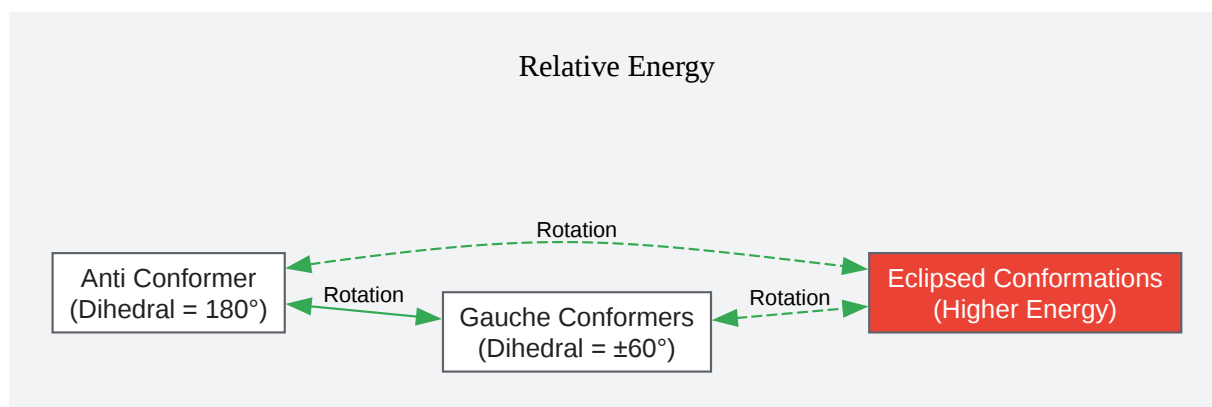 Relative Energy
Rotation
Anti Conformer
(Dihedral = 180°)
Rotation
Gauche Conformers
(Dihedral = ±60°)
Rotation
Eclipsed Conformations
(Higher Energy)